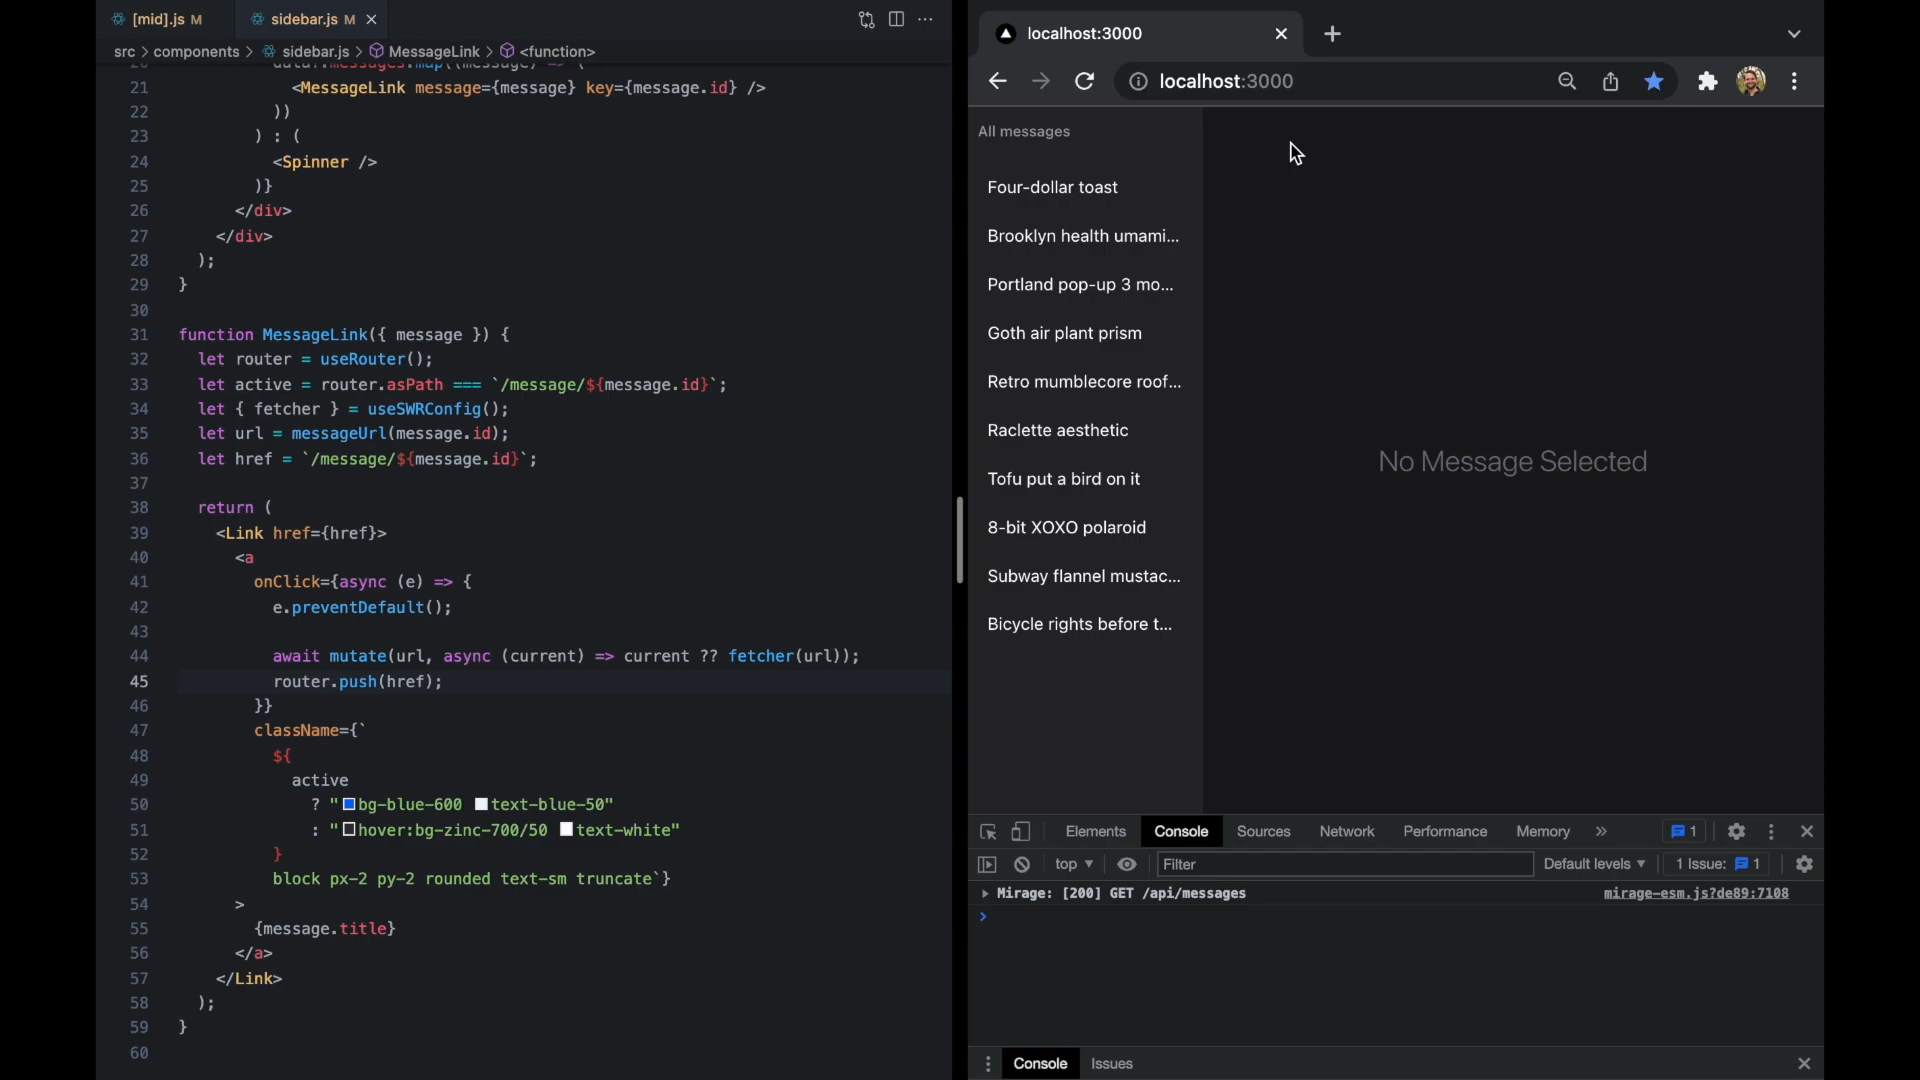 [mid].js M
sidebar.js M
src > components > sidebar.js > MessageLink > <function>
20 data?.messages.map((message) => (
21 <MessageLink message={message} key={message.id} />
22 ))
23 ) : (
24 <Spinner />
25 )}
26 </div>
27 </div>
28 );
29 }
30
31 function MessageLink({ message }) {
32 let router = useRouter();
33 let active = router.asPath === `/message/${message.id}`;
34 let { fetcher } = useSWRConfig();
35 let url = messageUrl(message.id);
36 let href = `/message/${message.id}`;
37
38 return (
39 <Link href={href}>
40 <a
41 onClick={async (e) => {
42 e.preventDefault();
43
44 await mutate(url, async (current) => current ?? fetcher(url));
45 router.push(href);
46 }}
47 className={`
48 ${
49 active
50 ? "bg-blue-600 text-blue-50"
51 : "hover:bg-zinc-700/50 text-white"
52 }
53 block px-2 py-2 rounded text-sm truncate`}
54 >
55 {message.title}
56 </a>
57 </Link>
58 );
59 }
60
localhost:3000
localhost:3000
All messages
Four-dollar toast
Brooklyn health umami...
Portland pop-up 3 mo...
Goth air plant prism
Retro mumblecore roof...
Raclette aesthetic
Tofu put a bird on it
8-bit XOXO polaroid
Subway flannel mustac...
Bicycle rights before t...
No Message Selected
Elements Console Sources Network Performance Memory » 1
top Filter Default levels 1 Issue: 1
Mirage: [200] GET /api/messages mirage-esm.js?de89:7108
Console Issues